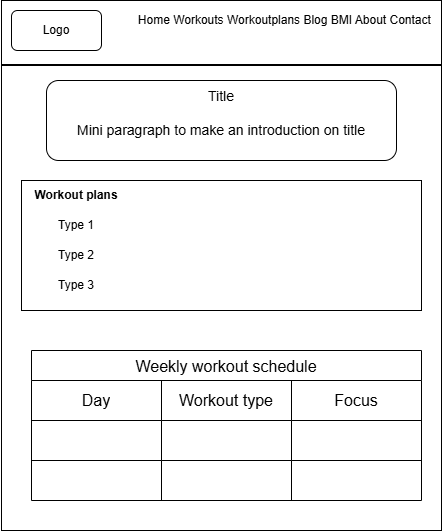 Logo
Home Workouts Workoutplans Blog BMI About Contact
Title
Mini paragraph to make an introduction on title
Workout plans
Type 1
Type 2
Type 3
Weekly workout schedule
Day Workout type Focus